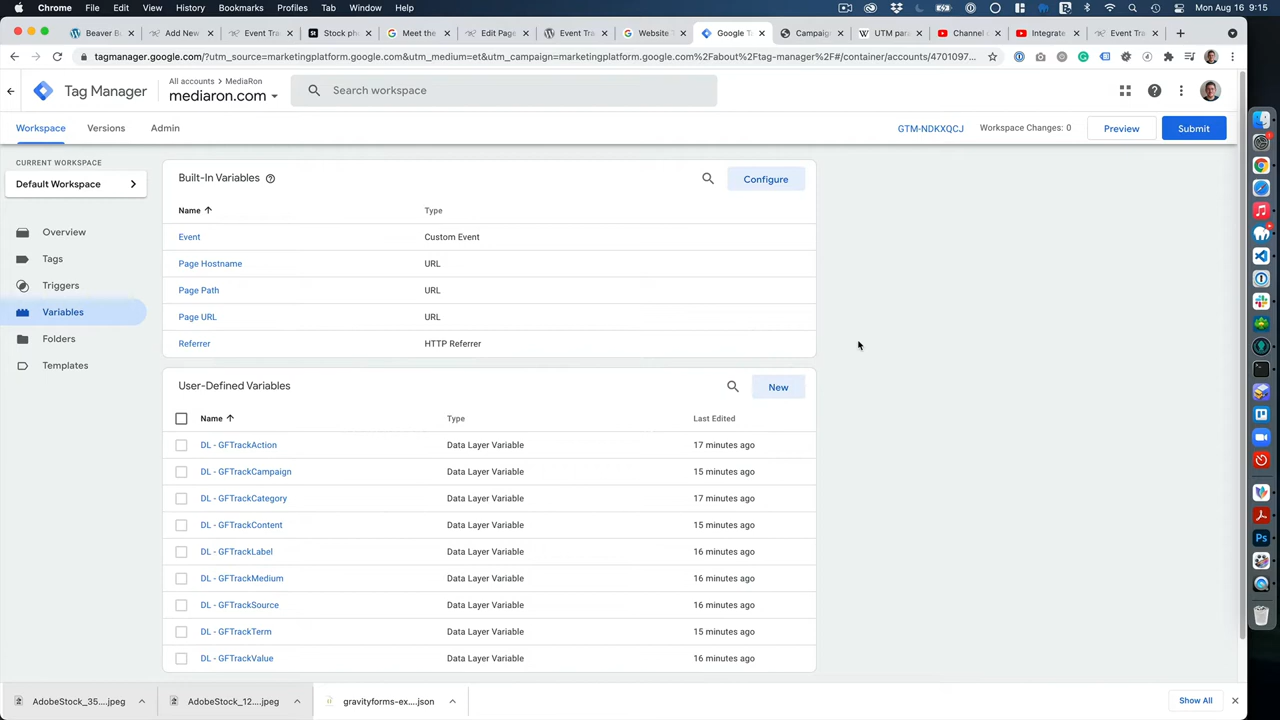 Chrome File Edit View History Bookmarks Profiles Tab Window Help Mon Aug 16 9:15
Beaver B Add New Event Tra Stock ph Meet the Edit Page Event Tra Website Google Ta Campaig UTM par Channel Integrate Event Tra
tagmanager.google.com/?utm_source=marketingplatform.google.com&utm_medium=et&utm_campaign=marketingplatform.google.com%2Fabout%2Ftag-manager%2F#/container/accounts/4701097...
Tag Manager
All accounts > MediaRon
mediaron.com
Search workspace
Workspace Versions Admin GTM-NDKXQCJ Workspace Changes: 0 Preview Submit
CURRENT WORKSPACE
Default Workspace
Overview
Tags
Triggers
Variables
Folders
Templates
Built-In Variables Configure
Name Type
Event Custom Event
Page Hostname URL
Page Path URL
Page URL URL
Referrer HTTP Referrer
User-Defined Variables New
Name Type Last Edited
DL - GFTrackAction Data Layer Variable 17 minutes ago
DL - GFTrackCampaign Data Layer Variable 15 minutes ago
DL - GFTrackCategory Data Layer Variable 17 minutes ago
DL - GFTrackContent Data Layer Variable 15 minutes ago
DL - GFTrackLabel Data Layer Variable 16 minutes ago
DL - GFTrackMedium Data Layer Variable 16 minutes ago
DL - GFTrackSource Data Layer Variable 16 minutes ago
DL - GFTrackTerm Data Layer Variable 15 minutes ago
DL - GFTrackValue Data Layer Variable 16 minutes ago
AdobeStock_35....jpeg AdobeStock_12....jpeg gravityforms-ex....json Show All